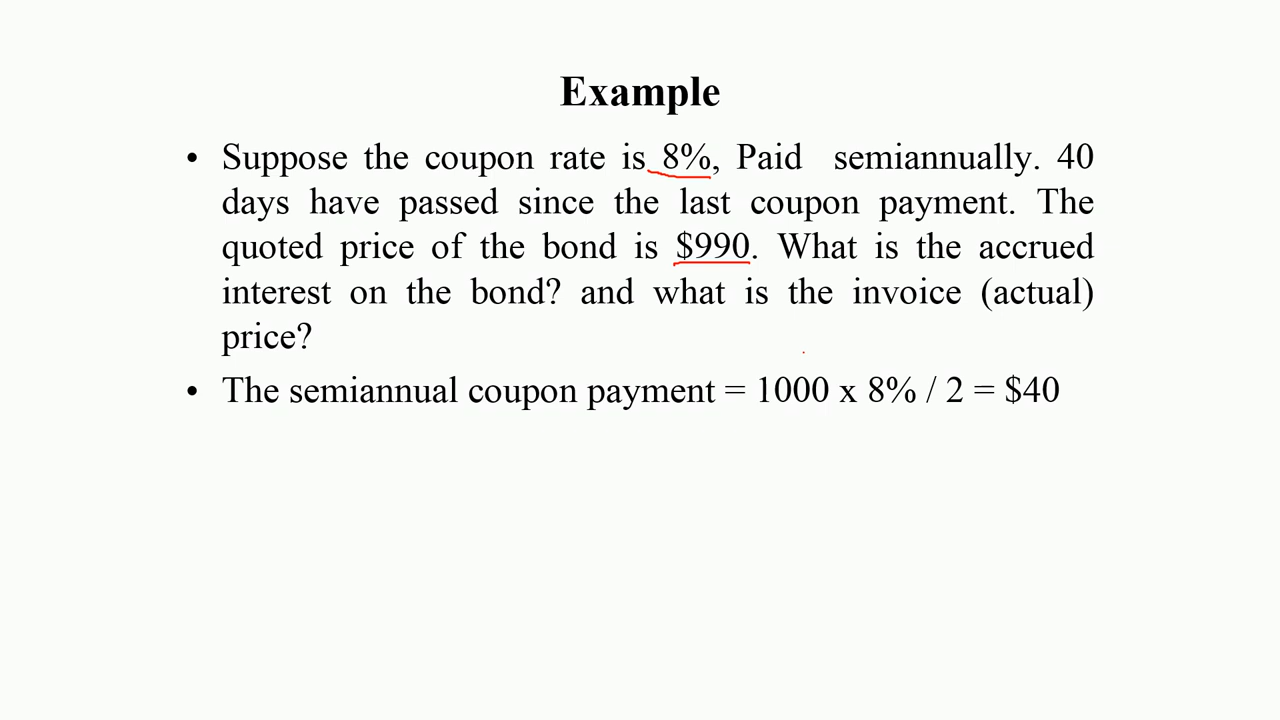 Example
• Suppose the coupon rate is 8%, Paid semiannually. 40
days have passed since the last coupon payment. The
quoted price of the bond is $990. What is the accrued
interest on the bond? and what is the invoice (actual)
price?
• The semiannual coupon payment = 1000 x 8% / 2 = $40